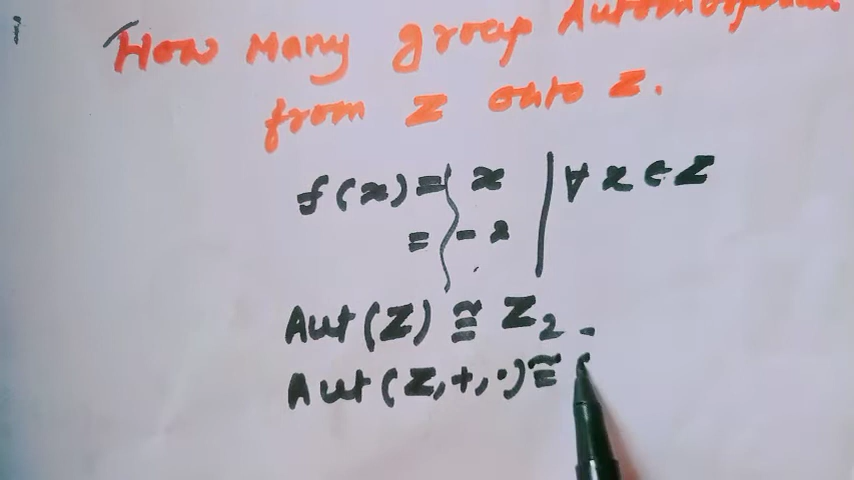 How Many group Automorphism
from Z onto Z.
f(x) = { x | ∀ x ∈ Z
= { - x
Aut(Z) ≅ Z₂.
Aut(Z,+,·) ≅